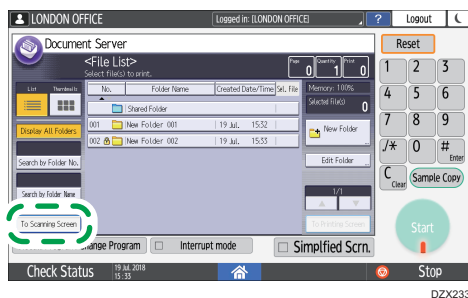 LONDON OFFICE
Logged in: [LONDON OFFICE]
?
Logout
Document Server
Reset
<File List>
Select file(s) to print.
Page 0
Quantity 1
Print 0
List
Thumbnails
No.
Folder Name
Created Date/Time
Sel. File
Memory: 100%
Selected File(s) 0
Shared Folder
001 New Folder 001 19 Jul. 15:32
002 New Folder 002 19 Jul. 15:33
Display All Folders
Search by Folder No.
Search by Folder Name
To Scanning Screen
New Folder
Edit Folder
1/1
To Printing Screen
1 2 3
4 5 6
7 8 9
./* 0 # Enter
C Clear
Sample Copy
Start
hange Program
Interrupt mode
Simplfied Scrn.
Check Status
19 Jul. 2018
15:33
Stop
DZX233